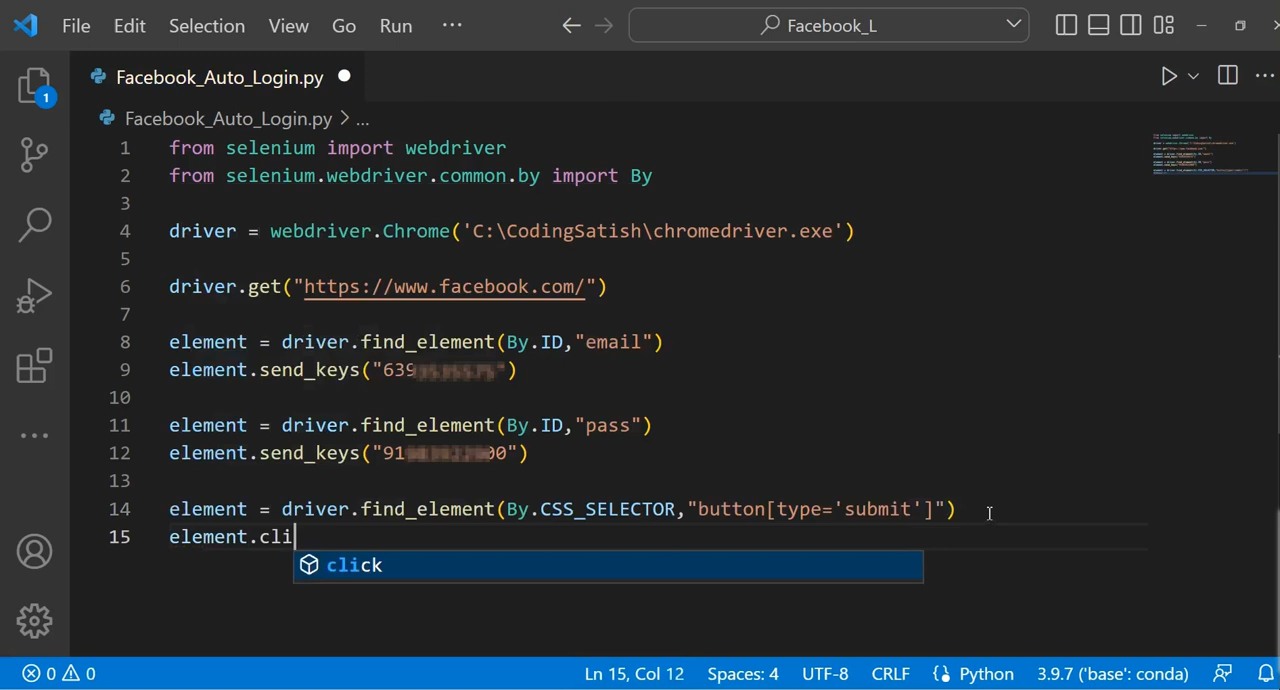 File Edit Selection View Go Run ··· Facebook_L
1
Facebook_Auto_Login.py
Facebook_Auto_Login.py > ...
1 from selenium import webdriver
2 from selenium.webdriver.common.by import By
3
4 driver = webdriver.Chrome('C:\CodingSatish\chromedriver.exe')
5
6 driver.get("https://www.facebook.com/")
7
8 element = driver.find_element(By.ID,"email")
9 element.send_keys("639 ")
10
11 element = driver.find_element(By.ID,"pass")
12 element.send_keys("91 00")
13
14 element = driver.find_element(By.CSS_SELECTOR,"button[type='submit']")
15 element.cli
click
0 0 Ln 15, Col 12 Spaces: 4 UTF-8 CRLF Python 3.9.7 ('base': conda)